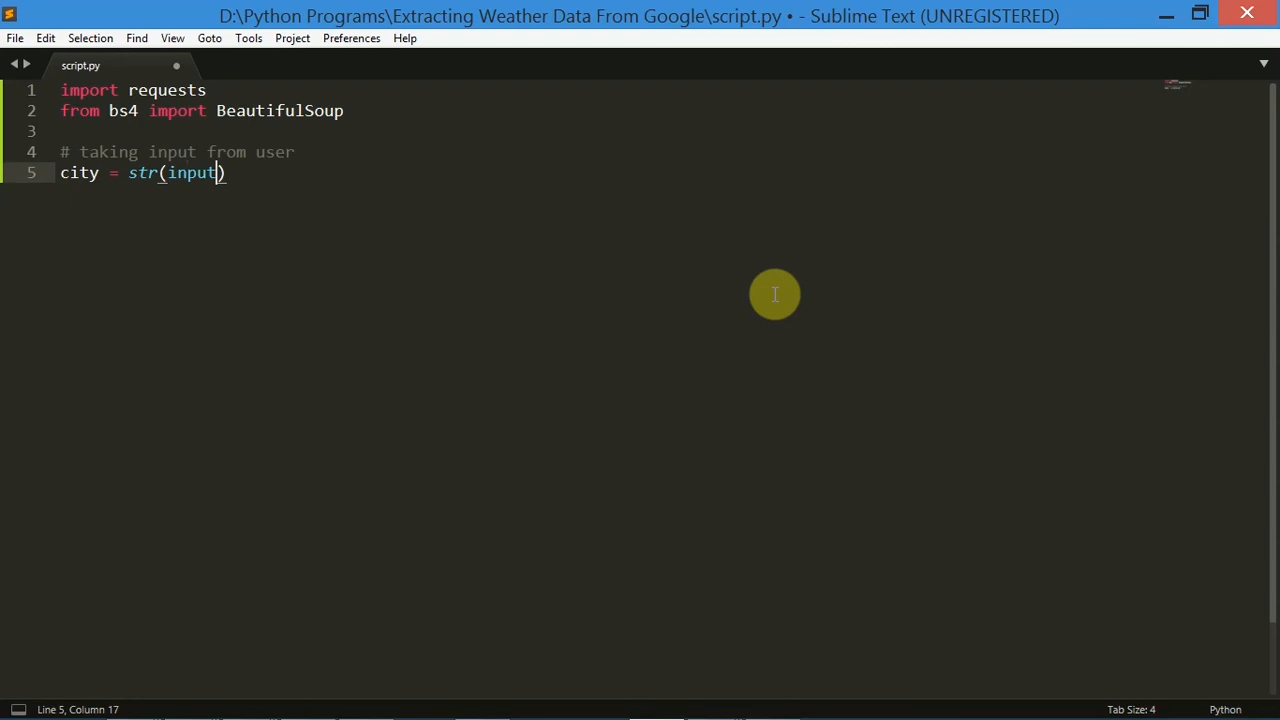 D:\Python Programs\Extracting Weather Data From Google\script.py • - Sublime Text (UNREGISTERED)
File Edit Selection Find View Goto Tools Project Preferences Help
script.py
1 import requests
2 from bs4 import BeautifulSoup
3
4 # taking input from user
5 city = str(input)
Line 5, Column 17 Tab Size: 4 Python